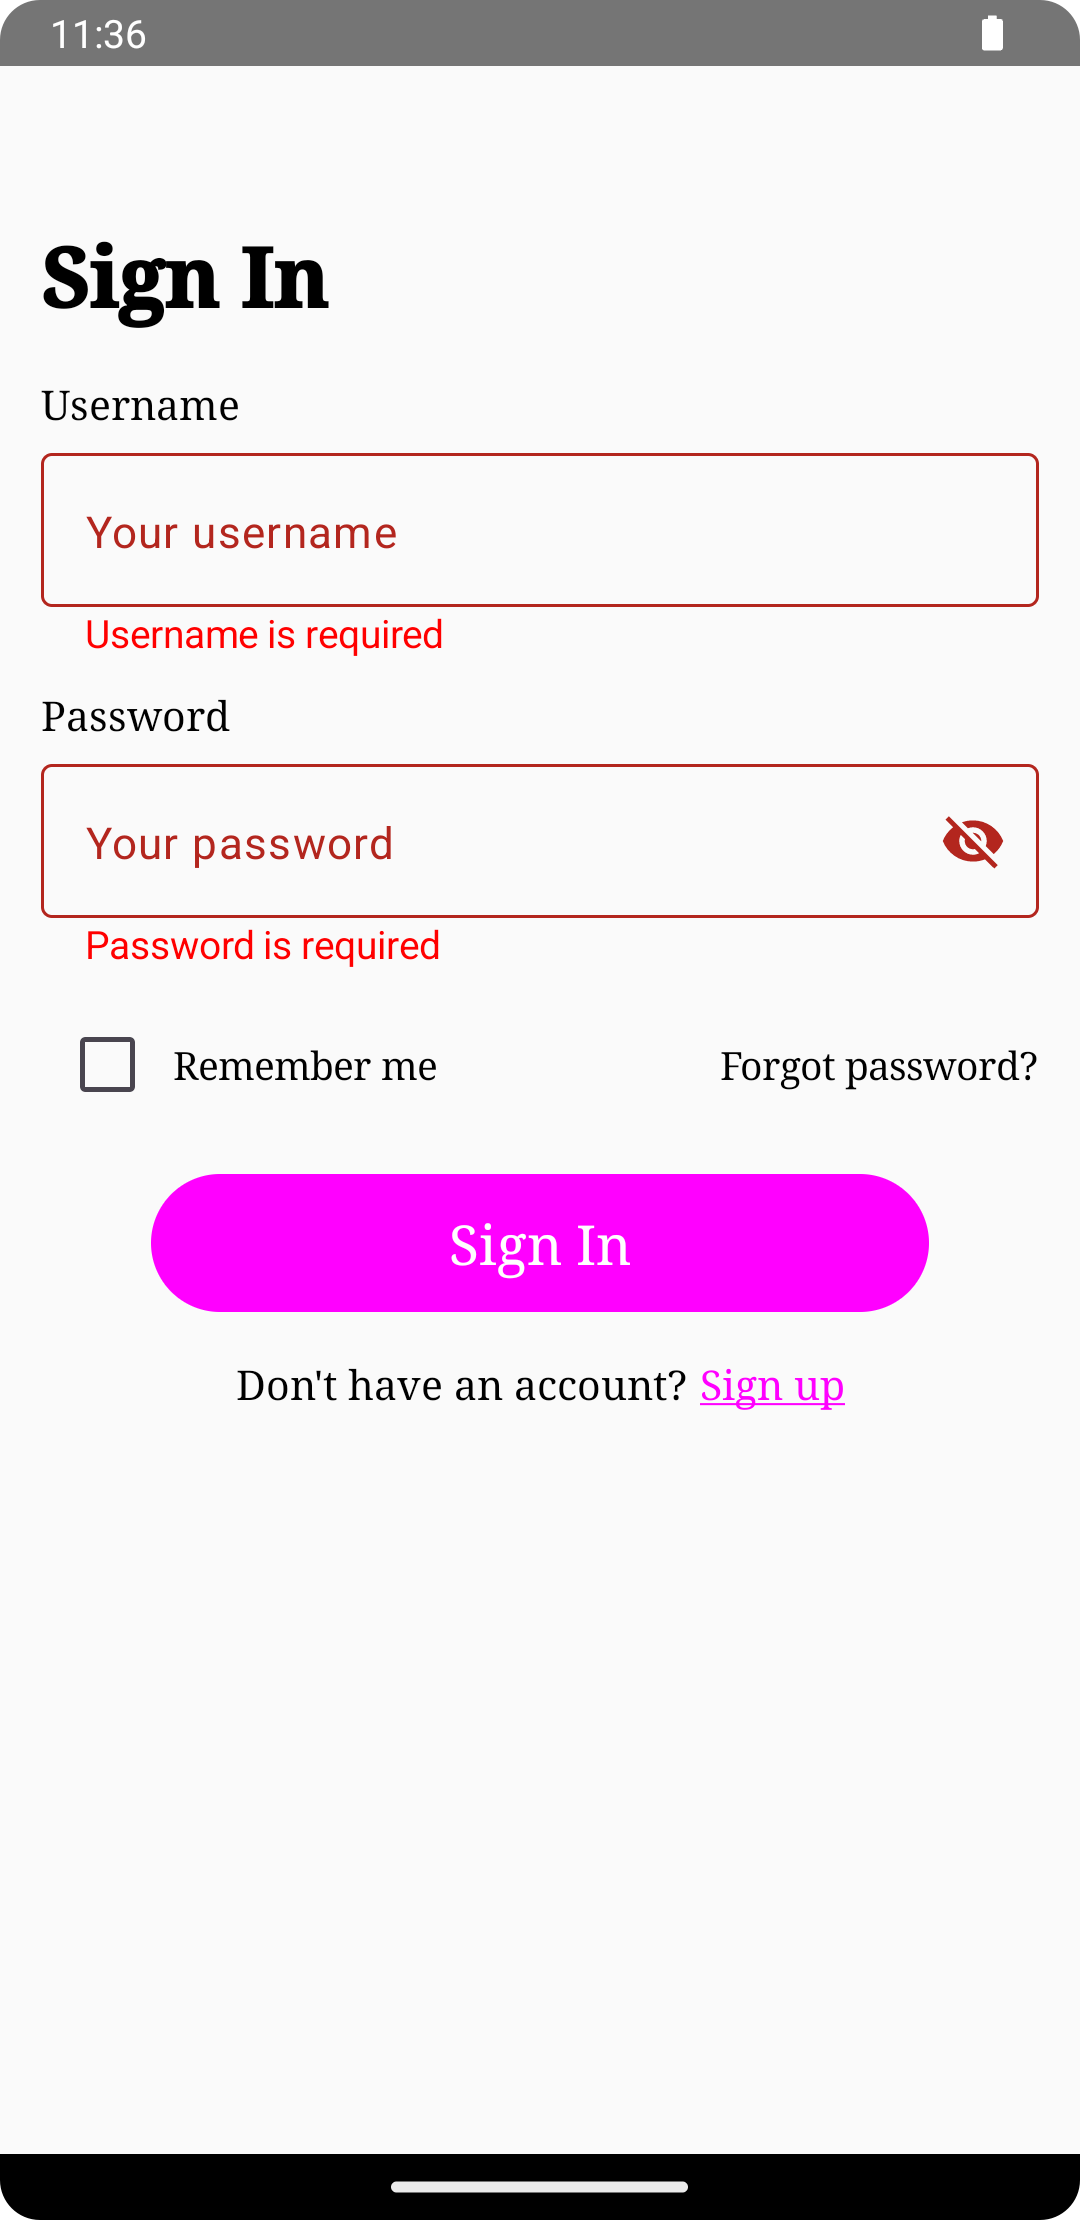 11:36
Sign In
Username
Your username
Username is required
Password
Your password
Password is required
Remember me Forgot password?
Sign In
Don't have an account? Sign up